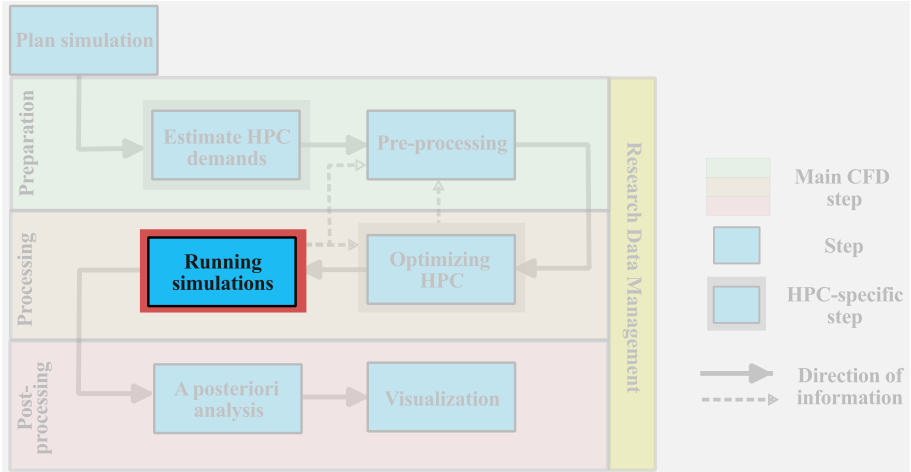 Plan simulation
Preparation
Estimate HPC
demands
Pre-processing
Processing
Running
simulations
Optimizing
HPC
Post-
processing
A posteriori
analysis
Visualization
Research Data Management
Main CFD
step
Step
HPC-specific
step
Direction of
information